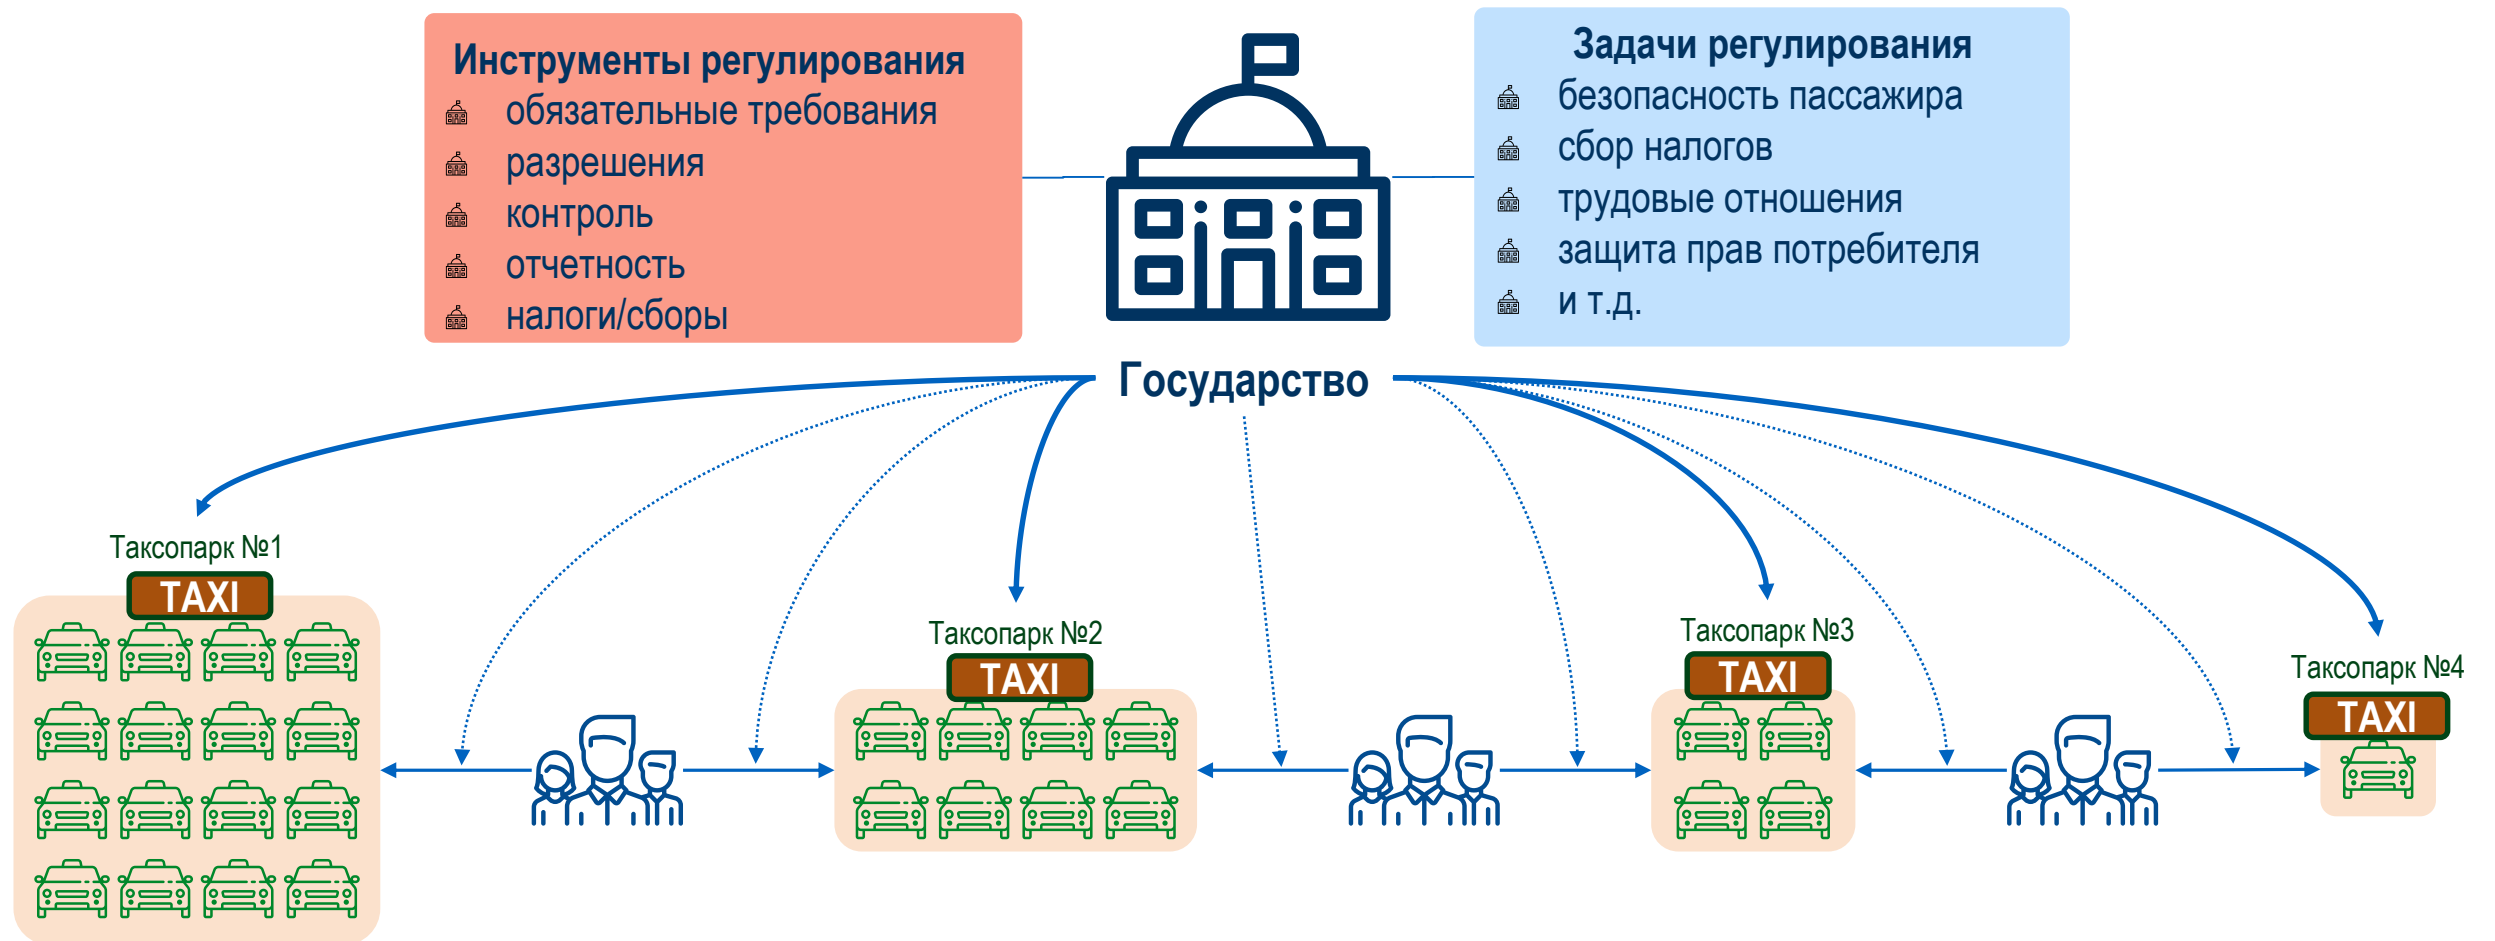 Инструменты регулирования
обязательные требования
разрешения
контроль
отчетность
налоги/сборы
Задачи регулирования
безопасность пассажира
сбор налогов
трудовые отношения
защита прав потребителя
и т.д.
Государство
Таксопарк №1
TAXI
Таксопарк №2
TAXI
Таксопарк №3
TAXI
Таксопарк №4
TAXI